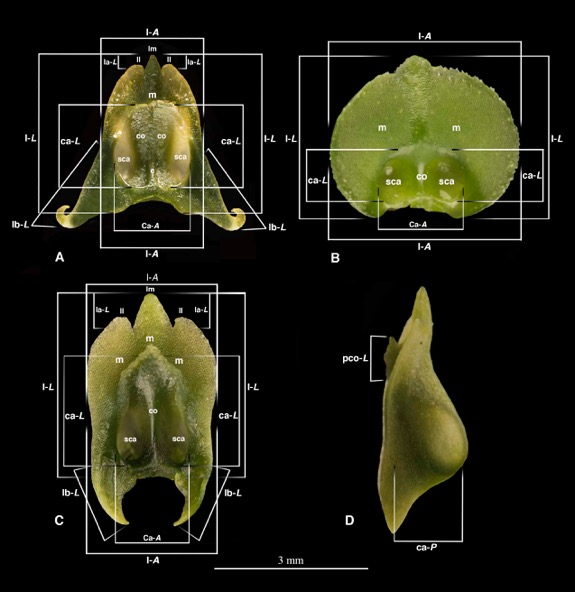 I-A
lm
la-L
ll
ll
la-L
m
co
co
ca-L
ca-L
I-L
I-L
sca
sca
lb-L
lb-L
Ca-A
I-A
A
I-A
m
m
I-L
I-L
ca-L
sca
co
sca
ca-L
Ca-A
I-A
B
I-A
lm
la-L
ll
ll
la-L
m
m
m
I-L
I-L
ca-L
co
ca-L
sca
sca
lb-L
lb-L
Ca-A
I-A
C
pco-L
ca-P
D
3 mm